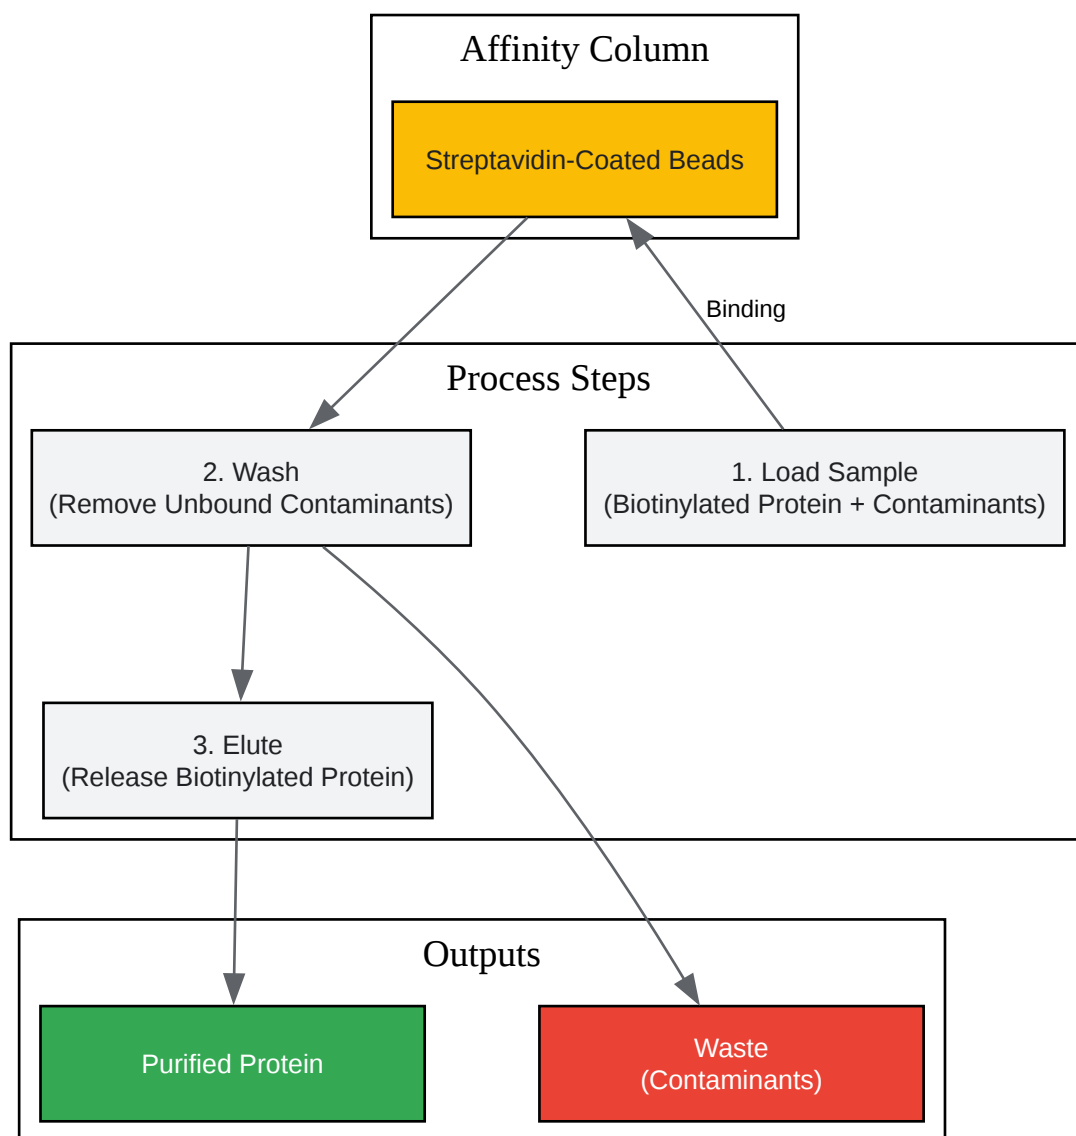 Affinity Column
Streptavidin-Coated Beads
Binding
Process Steps
2. Wash
(Remove Unbound Contaminants)
1. Load Sample
(Biotinylated Protein + Contaminants)
3. Elute
(Release Biotinylated Protein)
Outputs
Purified Protein
Waste
(Contaminants)